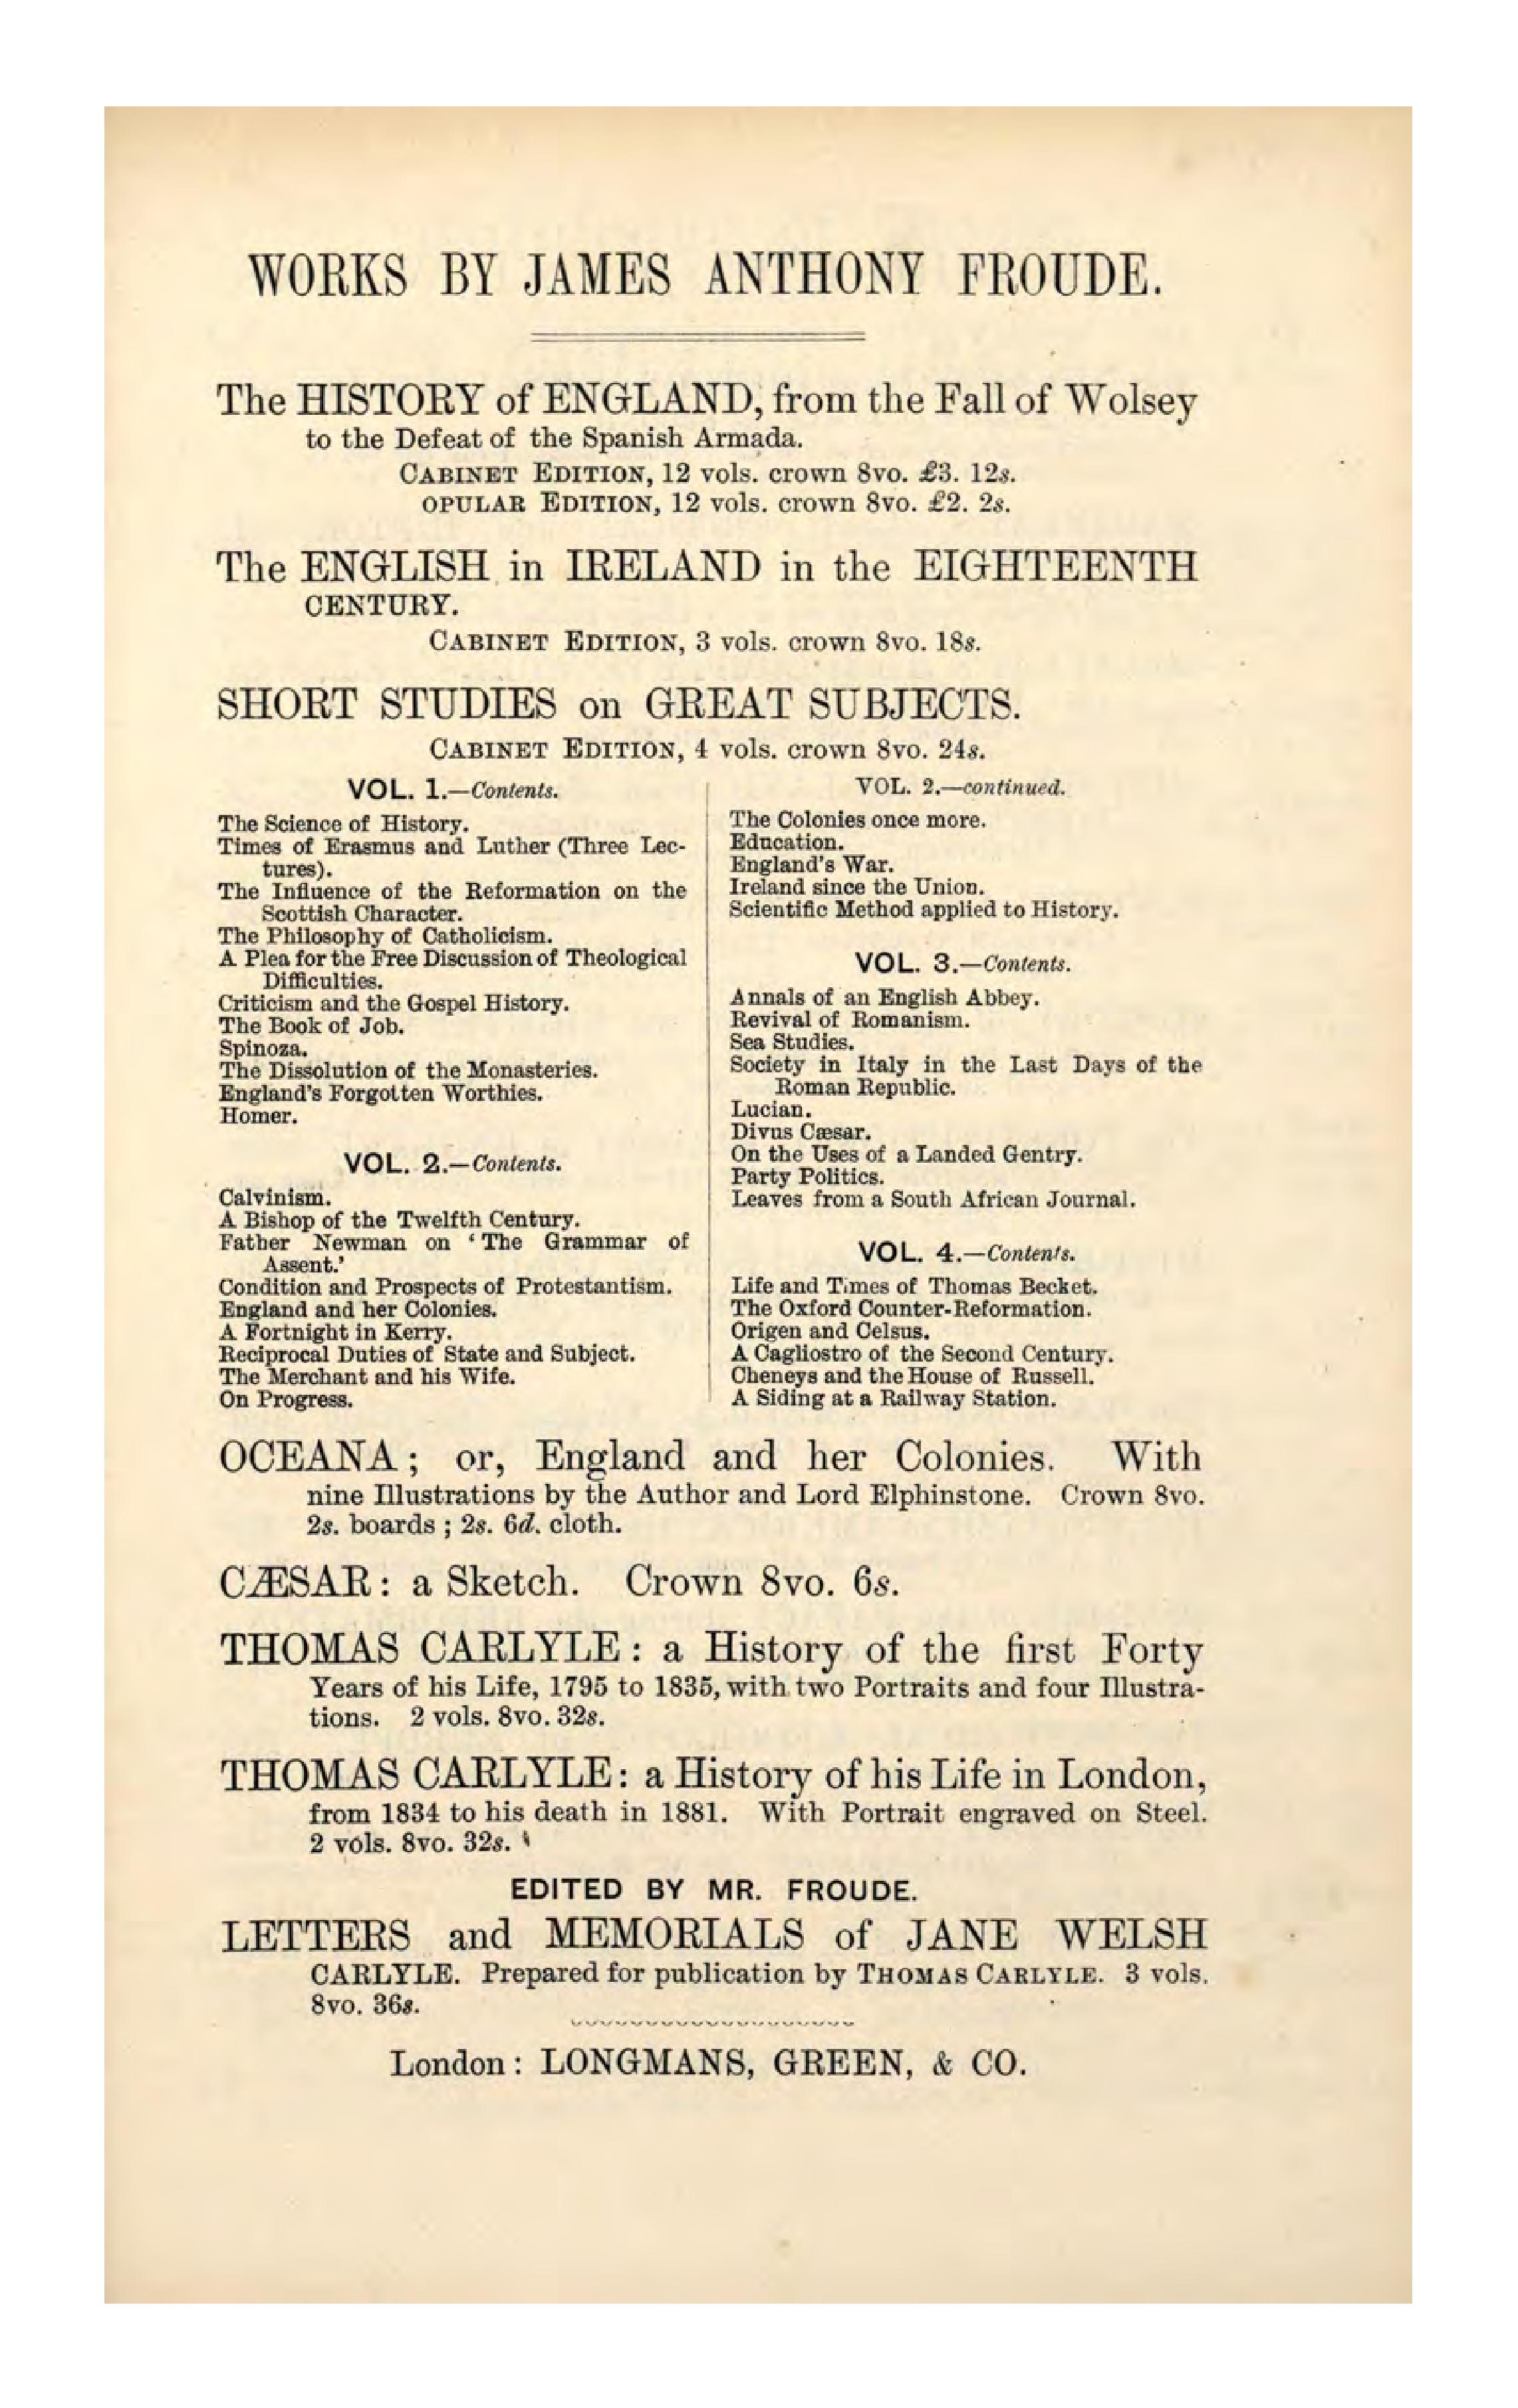 WORKS BY JAMES ANTHONY FROUDE.
The HISTORY of ENGLAND, from the Fall of Wolsey
to the Defeat of the Spanish Armada.
CABINET EDITION, 12 vols. crown 8vo. £3. 12s.
OPULAR EDITION, 12 vols. crown 8vo. £2. 2s.
The ENGLISH in IRELAND in the EIGHTEENTH
CENTURY.
CABINET EDITION, 3 vols. crown 8vo. 18s.
SHORT STUDIES on GREAT SUBJECTS.
CABINET EDITION, 4 vols. crown 8vo. 24s.
VOL. 1.—Contents.
The Science of History.
Times of Erasmus and Luther (Three Lec-
tures).
The Influence of the Reformation on the
Scottish Character.
The Philosophy of Catholicism.
A Plea for the Free Discussion of Theological
Difficulties.
Criticism and the Gospel History.
The Book of Job.
Spinoza.
The Dissolution of the Monasteries.
England's Forgotten Worthies.
Homer.
VOL. 2.—Contents.
Calvinism.
A Bishop of the Twelfth Century.
Father Newman on ‘The Grammar of
Assent.’
Condition and Prospects of Protestantism.
England and her Colonies.
A Fortnight in Kerry.
Reciprocal Duties of State and Subject.
The Merchant and his Wife.
On Progress.
VOL. 2.—continued.
The Colonies once more.
Education.
England's War.
Ireland since the Union.
Scientific Method applied to History.
VOL. 3.—Contents.
Annals of an English Abbey.
Revival of Romanism.
Sea Studies.
Society in Italy in the Last Days of the
Roman Republic.
Lucian.
Divus Cæsar.
On the Uses of a Landed Gentry.
Party Politics.
Leaves from a South African Journal.
VOL. 4.—Contents.
Life and Times of Thomas Becket.
The Oxford Counter-Reformation.
Origen and Celsus.
A Cagliostro of the Second Century.
Cheneys and the House of Russell.
A Siding at a Railway Station.
OCEANA; or, England and her Colonies. With
nine Illustrations by the Author and Lord Elphinstone. Crown 8vo.
2s. boards; 2s. 6d. cloth.
CÆSAR: a Sketch. Crown 8vo. 6s.
THOMAS CARLYLE: a History of the first Forty
Years of his Life, 1795 to 1835, with two Portraits and four Illustra-
tions. 2 vols. 8vo. 32s.
THOMAS CARLYLE: a History of his Life in London,
from 1834 to his death in 1881. With Portrait engraved on Steel.
2 vols. 8vo. 32s.
EDITED BY MR. FROUDE.
LETTERS and MEMORIALS of JANE WELSH
CARLYLE. Prepared for publication by THOMAS CARLYLE. 3 vols.
8vo. 36s.
London: LONGMANS, GREEN, & CO.